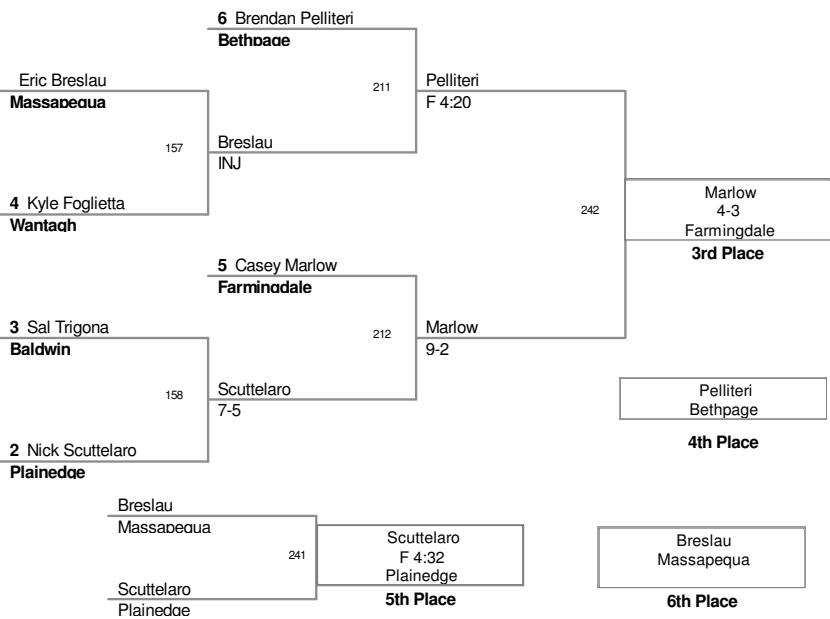 6 Brendan Pelliteri
Bethpage
Eric Breslau
Massapequa
211
Pelliteri
F 4:20
157
Breslau
INJ
4 Kyle Foglietta
Wantagh
242
Marlow
4-3
Farmingdale
3rd Place
5 Casey Marlow
Farmingdale
3 Sal Trigona
Baldwin
212
Marlow
9-2
158
Scuttelaro
7-5
Pelliteri
Bethpage
4th Place
2 Nick Scuttelaro
Plainedge
Breslau
Massapequa
241
Scuttelaro
F 4:32
Plainedge
5th Place
Scuttelaro
Plainedge
Breslau
Massapequa
6th Place